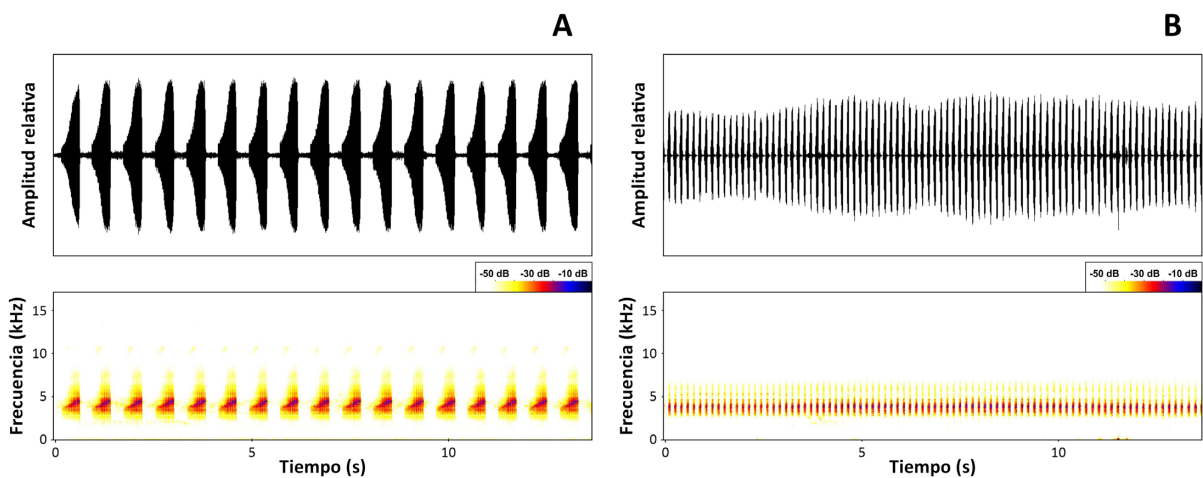 A
Amplitud relativa
-50 dB -30 dB -10 dB
15
10
5
0
Frecuencia (kHz)
0 5 10
Tiempo (s)
B
Amplitud relativa
-50 dB -30 dB -10 dB
15
10
5
0
Frecuencia (kHz)
0 5 10
Tiempo (s)